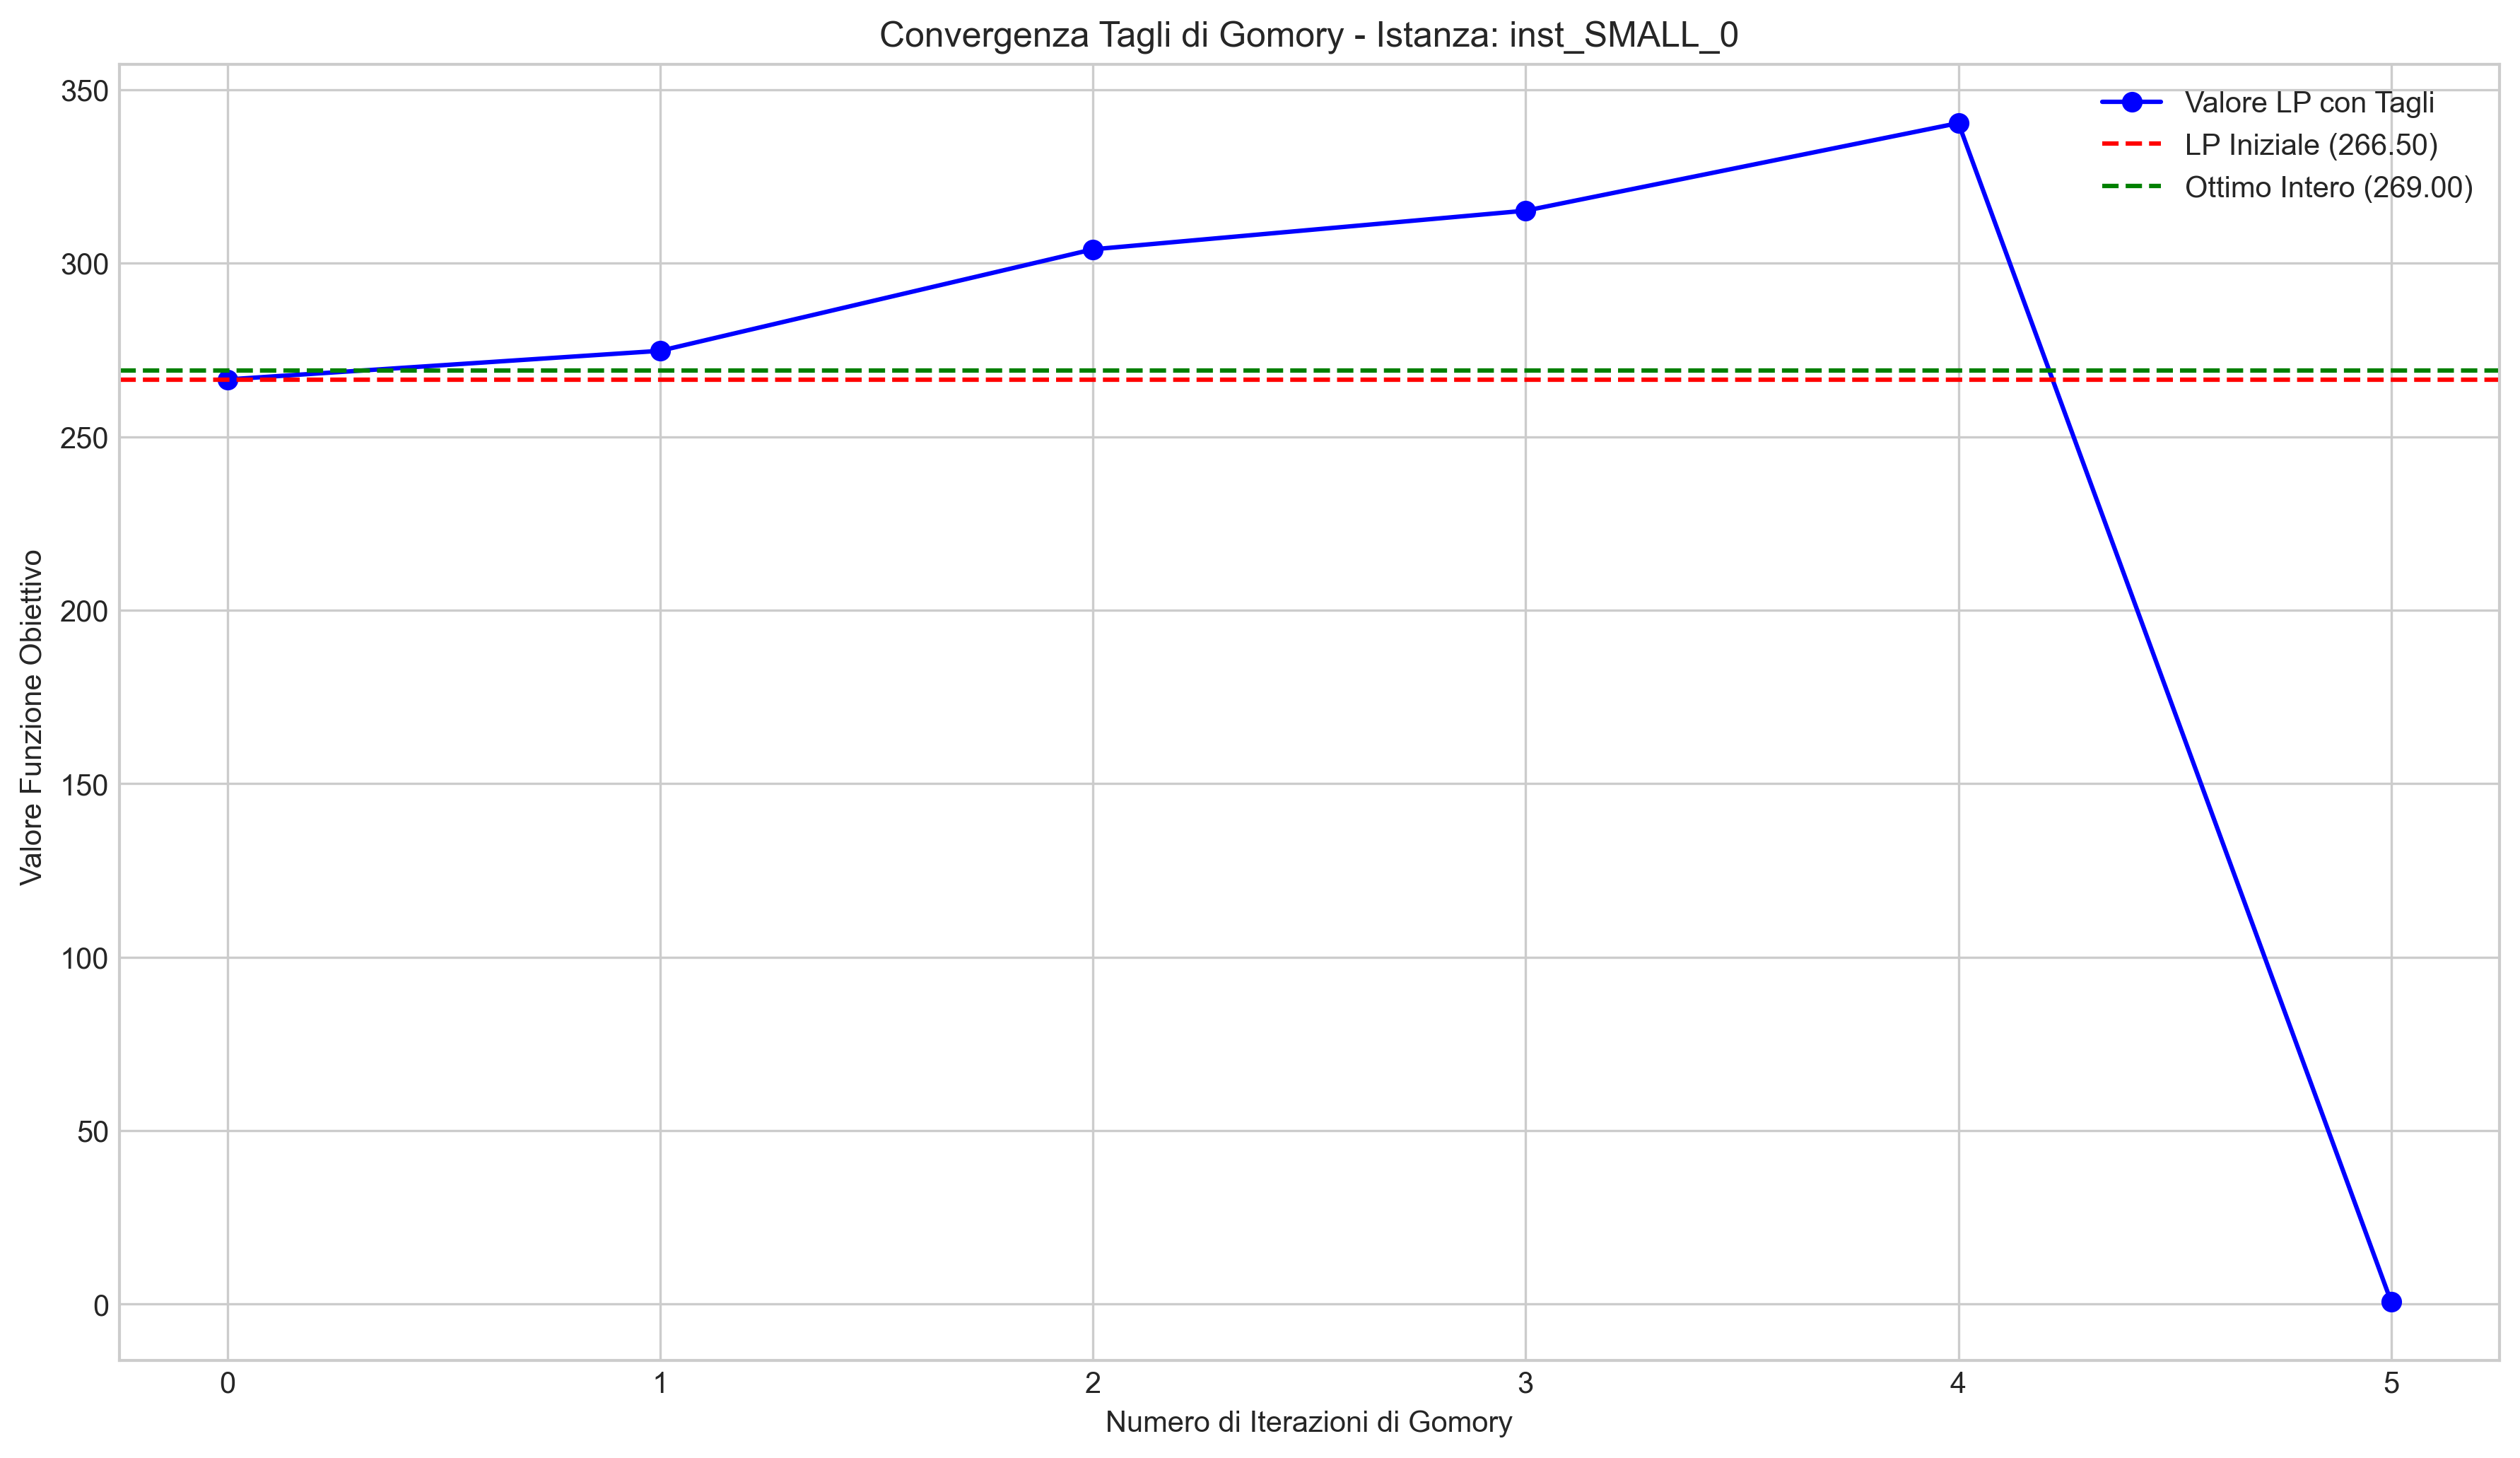 Convergenza Tagli di Gomory - Istanza: inst_SMALL_0
Valore LP con Tagli
LP Iniziale (266.50)
Ottimo Intero (269.00)
Valore Funzione Obiettivo
350
300
250
200
150
100
50
0
0 1 2 3 4 5
Numero di Iterazioni di Gomory